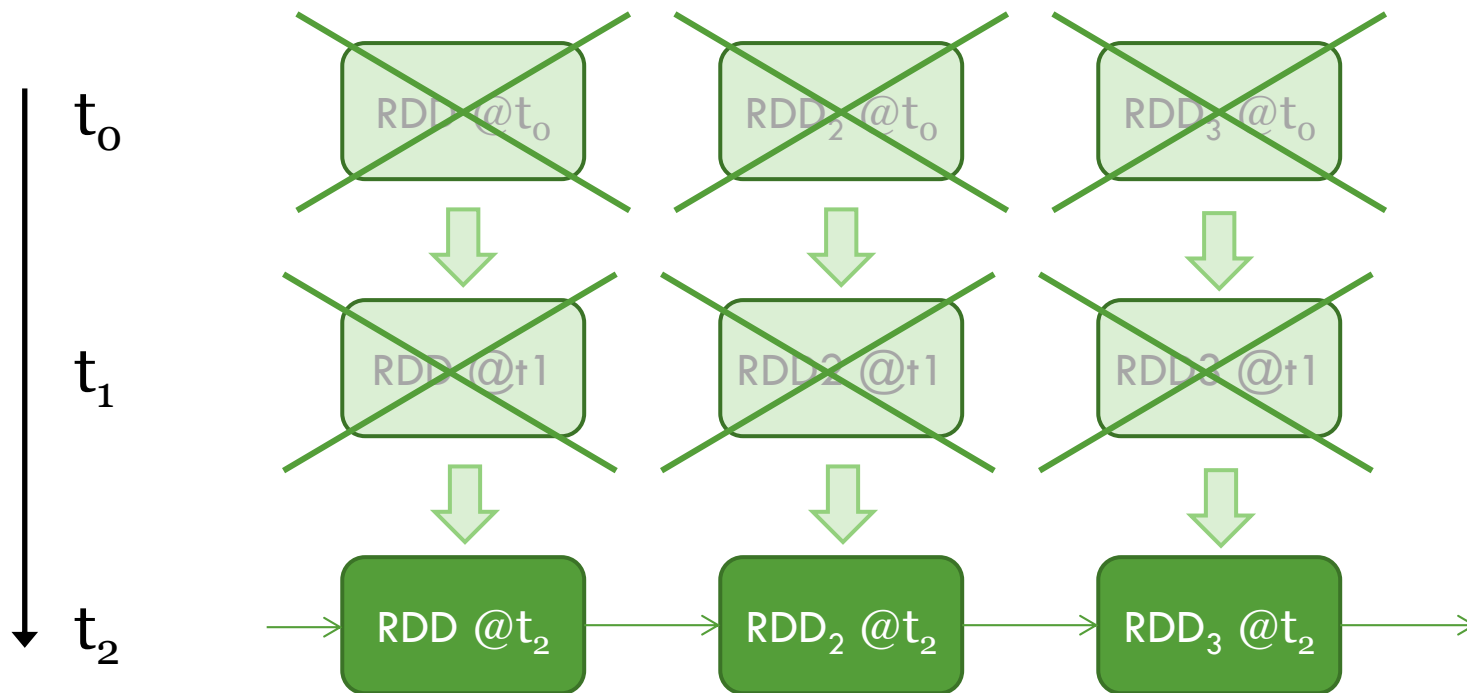 t₀
RDD @t₀
RDD₂ @t₀
RDD₃ @t₀
t₁
RDD @t1
RDD2 @t1
RDD3 @t1
t₂
RDD @t₂
RDD₂ @t₂
RDD₃ @t₂